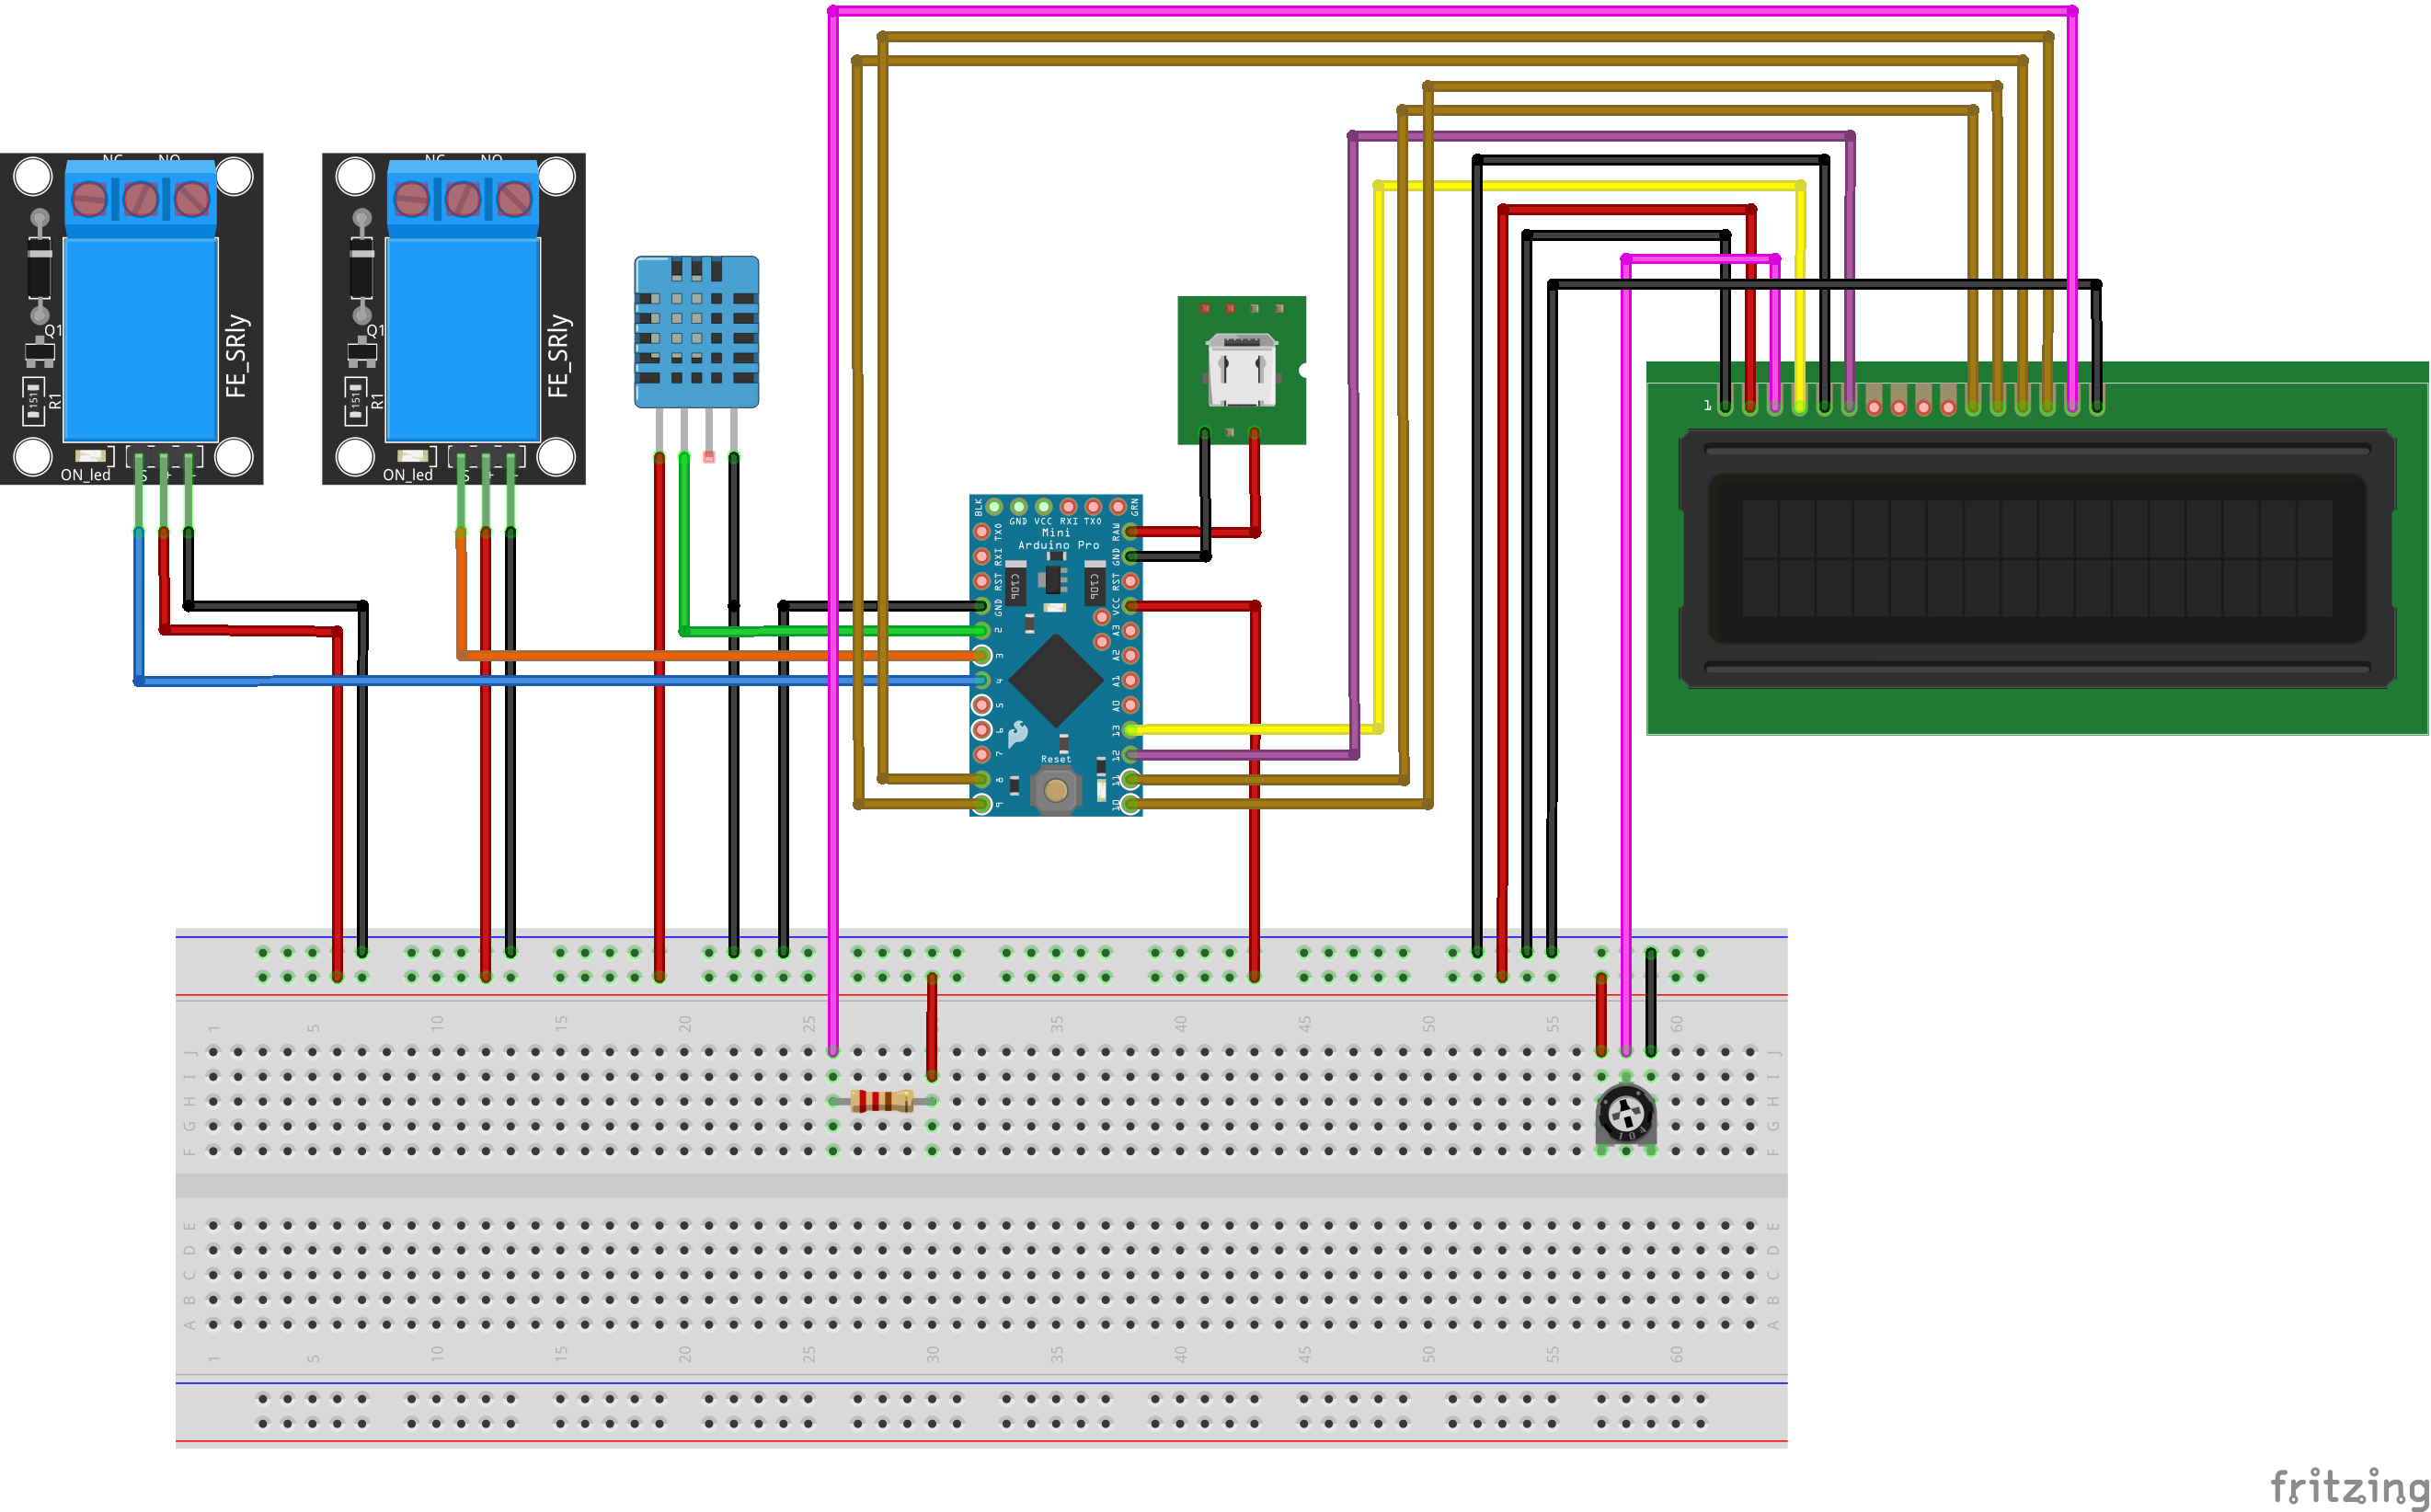 NC NO
Q1
151
R1
FE_SRly
ON_led
S + -
NC NO
Q1
151
R1
FE_SRly
ON_led
S + -
BLK GND VCC RXI TXO GRN
Mini
Arduino Pro
TXO
RXI
RST
GND
2
3
4
5
6
7
8
9
RAW
GND
RST
VCC
A3
A2
A1
A0
13
12
11
10
C106
C106
Reset
1
1 5 10 15 20 25 35 40 45 50 55 60
J J
I I
H H
G G
F F
104
E E
D D
C C
B B
A A
1 5 10 15 20 25 30 35 40 45 50 55 60
fritzing